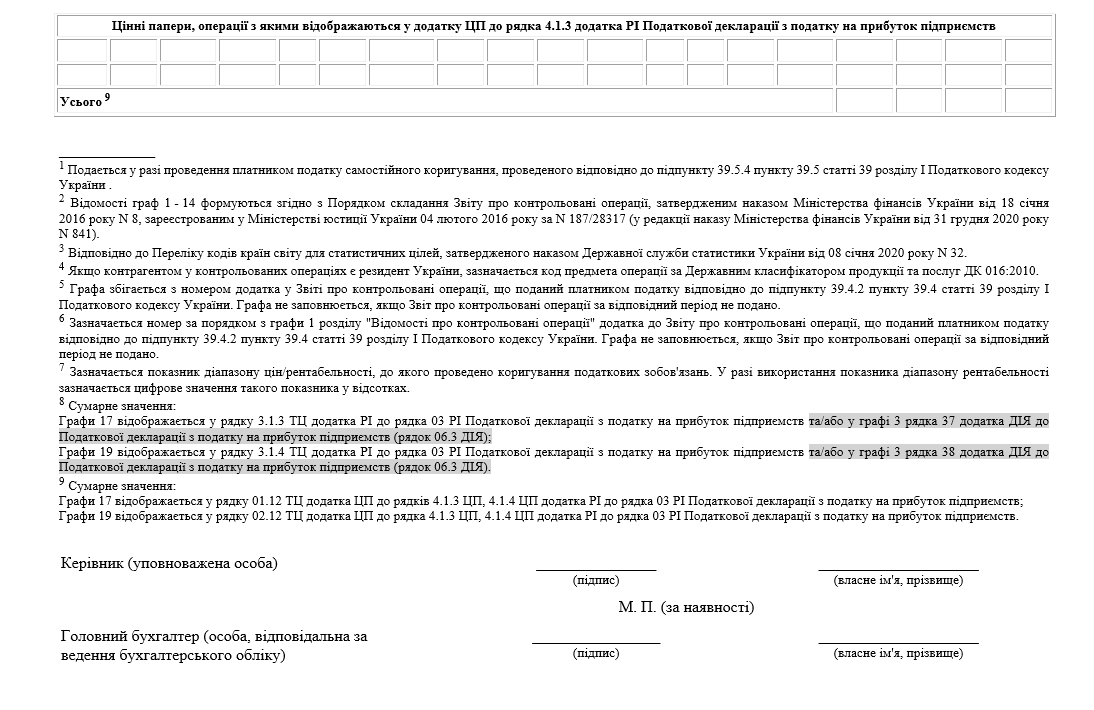 Цінні папери, операції з якими відображаються у додатку ЦП до рядка 4.1.3 додатка РІ Податкової декларації з податку на прибуток підприємств
Усього 9
1 Подається у разі проведення платником податку самостійного коригування, проведеного відповідно до підпункту 39.5.4 пункту 39.5 статті 39 розділу І Податкового кодексу
України .
2 Відомості граф 1 - 14 формуються згідно з Порядком складання Звіту про контрольовані операції, затвердженим наказом Міністерства фінансів України від 18 січня
2016 року N 8, зареєстрованим у Міністерстві юстиції України 04 лютого 2016 року за N 187/28317 (у редакції наказу Міністерства фінансів України від 31 грудня 2020 року
N 841).
3 Відповідно до Переліку кодів країн світу для статистичних цілей, затвердженого наказом Державної служби статистики України від 08 січня 2020 року N 32.
4 Якщо контрагентом у контрольованих операціях є резидент України, зазначається код предмета операції за Державним класифікатором продукції та послуг ДК 016:2010.
5 Графа збігається з номером додатка у Звіті про контрольовані операції, що поданий платником податку відповідно до підпункту 39.4.2 пункту 39.4 статті 39 розділу І
Податкового кодексу України. Графа не заповнюється, якщо Звіт про контрольовані операції за відповідний період не подано.
6 Зазначається номер за порядком з графи 1 розділу "Відомості про контрольовані операції" додатка до Звіту про контрольовані операції, що поданий платником податку
відповідно до підпункту 39.4.2 пункту 39.4 статті 39 розділу І Податкового кодексу України. Графа не заповнюється, якщо Звіт про контрольовані операції за відповідний
період не подано.
7 Зазначається показник діапазону цін/рентабельності, до якого проведено коригування податкових зобов'язань. У разі використання показника діапазону рентабельності
зазначається цифрове значення такого показника у відсотках.
8 Сумарне значення:
Графи 17 відображається у рядку 3.1.3 ТЦ додатка РІ до рядка 03 РІ Податкової декларації з податку на прибуток підприємств та/або у графі 3 рядка 37 додатка ДІЯ до
Податкової декларації з податку на прибуток підприємств (рядок 06.3 ДІЯ);
Графи 19 відображається у рядку 3.1.4 ТЦ додатка РІ до рядка 03 РІ Податкової декларації з податку на прибуток підприємств та/або у графі 3 рядка 38 додатка ДІЯ до
Податкової декларації з податку на прибуток підприємств (рядок 06.3 ДІЯ).
9 Сумарне значення:
Графи 17 відображається у рядку 01.12 ТЦ додатка ЦП до рядків 4.1.3 ЦП, 4.1.4 ЦП додатка РІ до рядка 03 РІ Податкової декларації з податку на прибуток підприємств;
Графи 19 відображається у рядку 02.12 ТЦ додатка ЦП до рядка 4.1.3 ЦП, 4.1.4 ЦП додатка РІ до рядка 03 РІ Податкової декларації з податку на прибуток підприємств.
Керівник (уповноважена особа)
(підпис) (власне ім'я, прізвище)
М. П. (за наявності)
Головний бухгалтер (особа, відповідальна за
ведення бухгалтерського обліку)
(підпис) (власне ім'я, прізвище)